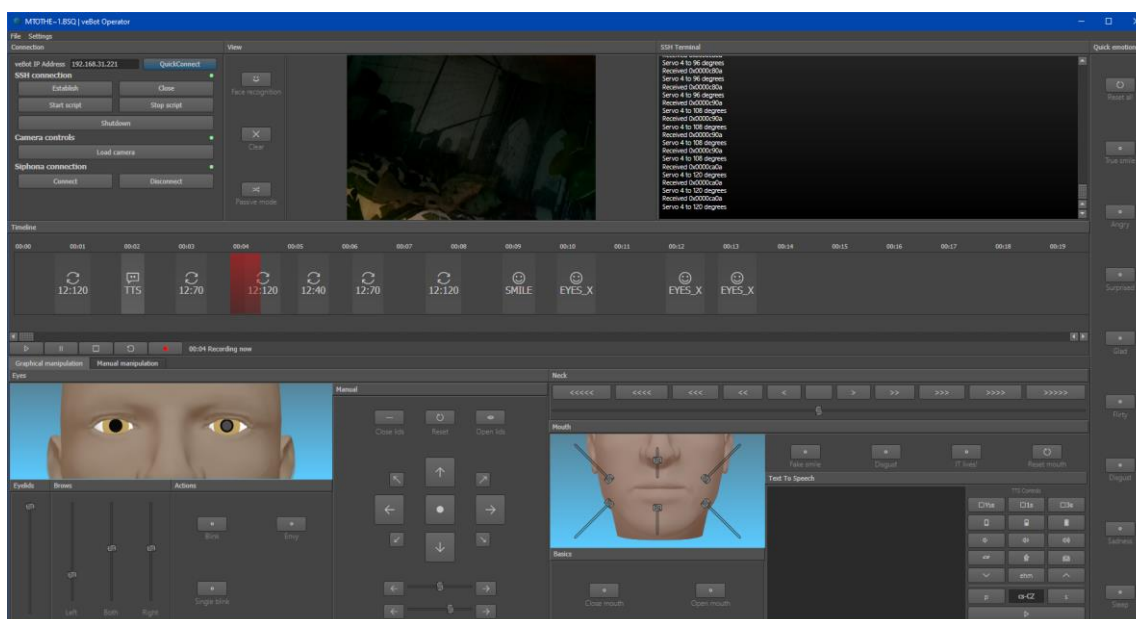 MTOTHE~1.BSQ | veBot Operator
File Settings
Connection
veBot IP Address 192.168.31.221 QuickConnect
SSH connection
Establish Close
Start script Stop script
Shutdown
Camera controls
Load camera
Siphona connection
Connect Disconnect
View
Face recognition
Clear
Passive mode
SSH Terminal
Received 0x0000c80a
Servo 4 to 96 degrees
Received 0x0000c80a
Servo 4 to 96 degrees
Received 0x0000c80a
Servo 4 to 96 degrees
Received 0x0000c90a
Servo 4 to 108 degrees
Received 0x0000c90a
Servo 4 to 108 degrees
Received 0x0000c90a
Servo 4 to 108 degrees
Received 0x0000c90a
Servo 4 to 108 degrees
Received 0x0000ca0a
Servo 4 to 120 degrees
Received 0x0000ca0a
Servo 4 to 120 degrees
Received 0x0000ca0a
Servo 4 to 120 degrees
Quick emotion
Reset all
True smile
Angry
Surprised
Glad
Flirty
Disgust
Sadness
Sleep
Timeline
00:00 00:01 00:02 00:03 00:04 00:05 00:06 00:07 00:08 00:09 00:10 00:11 00:12 00:13 00:14 00:15 00:16 00:17 00:18 00:19
12:120 TTS 12:70 12:120 12:40 12:70 12:120 SMILE EYES_X EYES_X EYES_X
00:04 Recording now
Graphical manipulation Manual manipulation
Eyes
Eyelids Brows Actions
Blink Envy
Single blink
Left Both Right
Manual
Close lids Reset Open lids
Neck
<<<<< <<<< <<< << < > >> >>> >>>> >>>>>
Mouth
Fake smile Disgust IT lives! Reset mouth
Basics
Close mouth Open mouth
Text To Speech
TTS Controls
1s 3s
ehm
p cs-CZ s